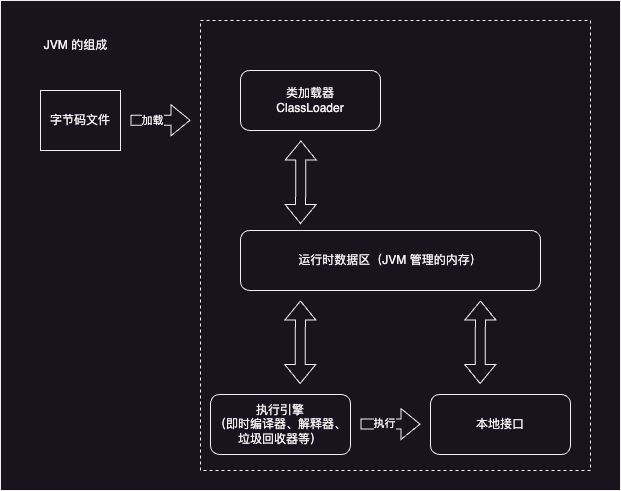 JVM 的组成
字节码文件
加载
类加载器
ClassLoader
运行时数据区（JVM 管理的内存）
执行引擎
（即时编译器、解释器、
垃圾回收器等）
执行
本地接口